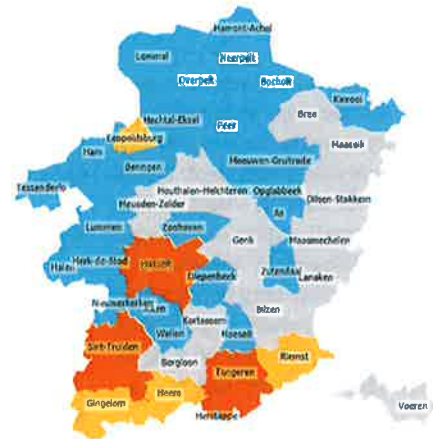 Hamont-Achel
Lommel
Neerpelt
Overpelt
Bocholt
Kinrooi
Hechtel-Eksel
Bree
Peer
Leopoldsburg
Maaseik
Ham
Beringen
Meeuwen-Gruitrode
Tessenderlo
Houthalen-Helchteren
Opglabbeek
Dilsen-Stokkem
Heusden-Zolder
As
Lummen
Zonhoven
Genk
Maasmechelen
Halen
Herk-de-Stad
Hasselt
Diepenbeek
Zutendaal
Lanaken
Nieuwerkerken
Alken
Bilzen
Kortessem
Wellen
Hoeselt
Sint-Truiden
Borgloon
Riemst
Tongeren
Heers
Gingelom
Voeren
Herstappe